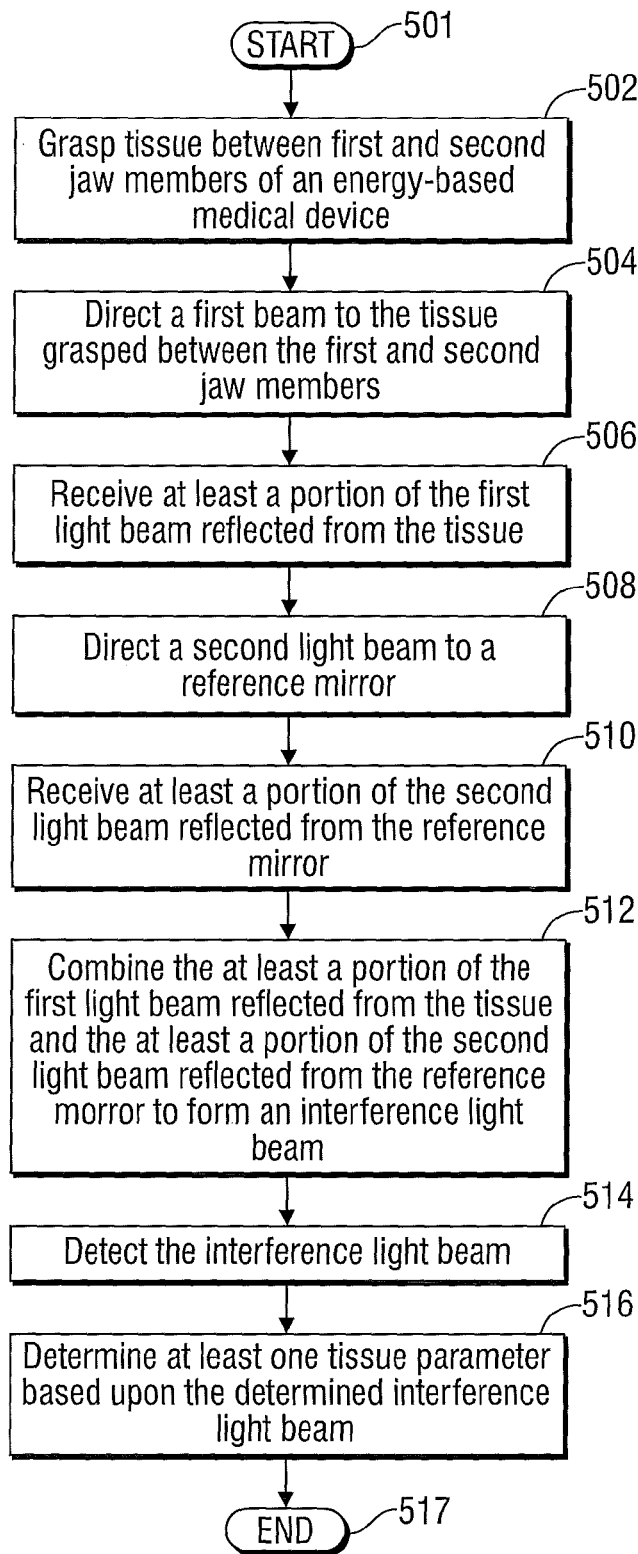 START
501
502
Grasp tissue between first and second
jaw members of an energy-based
medical device
504
Direct a first beam to the tissue
grasped between the first and second
jaw members
506
Receive at least a portion of the first
light beam reflected from the tissue
508
Direct a second light beam to a
reference mirror
510
Receive at least a portion of the second
light beam reflected from the reference
mirror
512
Combine the at least a portion of the
first light beam reflected from the tissue
and the at least a portion of the second
light beam reflected from the reference
morror to form an interference light
beam
514
Detect the interference light beam
516
Determine at least one tissue parameter
based upon the determined interference
light beam
END
517